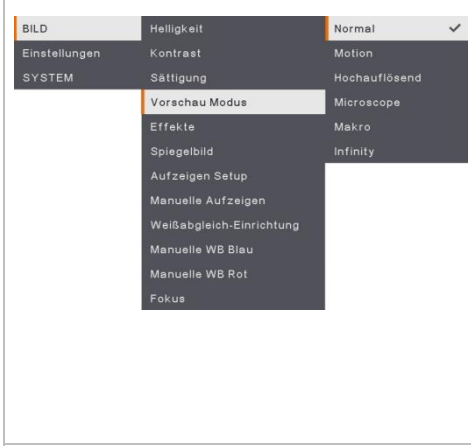 BILD
Einstellungen
SYSTEM
Helligkeit
Kontrast
Sättigung
Vorschau Modus
Effekte
Spiegelbild
Aufzeigen Setup
Manuelle Aufzeigen
Weißabgleich-Einrichtung
Manuelle WB Blau
Manuelle WB Rot
Fokus
Normal
Motion
Hochauflösend
Microscope
Makro
Infinity